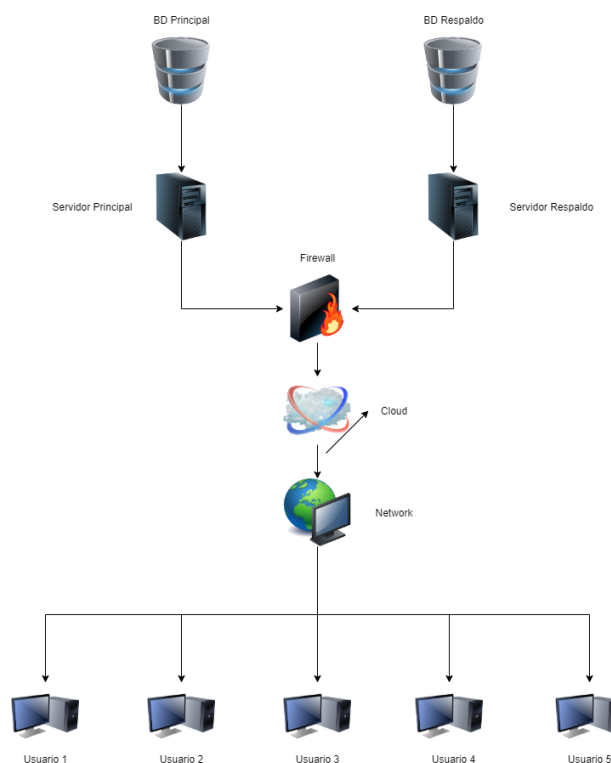 BD Principal
BD Respaldo
Servidor Principal
Servidor Respaldo
Firewall
Cloud
Network
Usuario 1
Usuario 2
Usuario 3
Usuario 4
Usuario 5